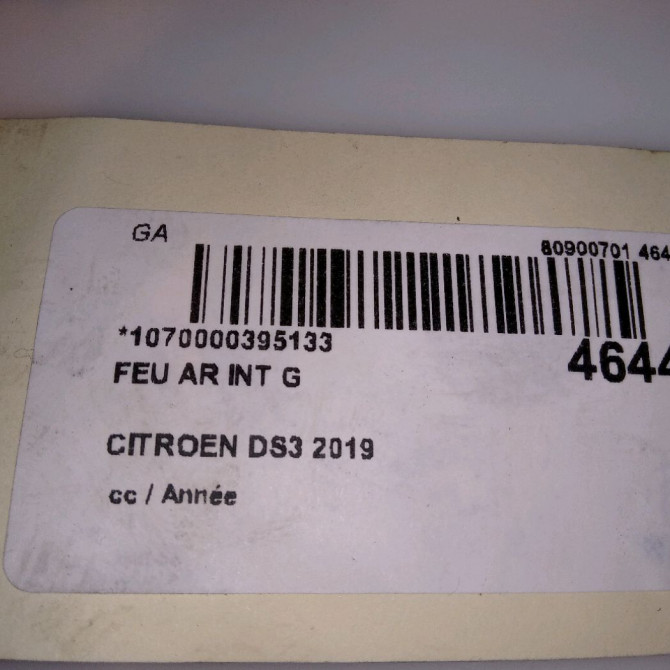 GA
80900701 464
*1070000395133
4644
FEU AR INT G
CITROEN DS3 2019
cc / Année